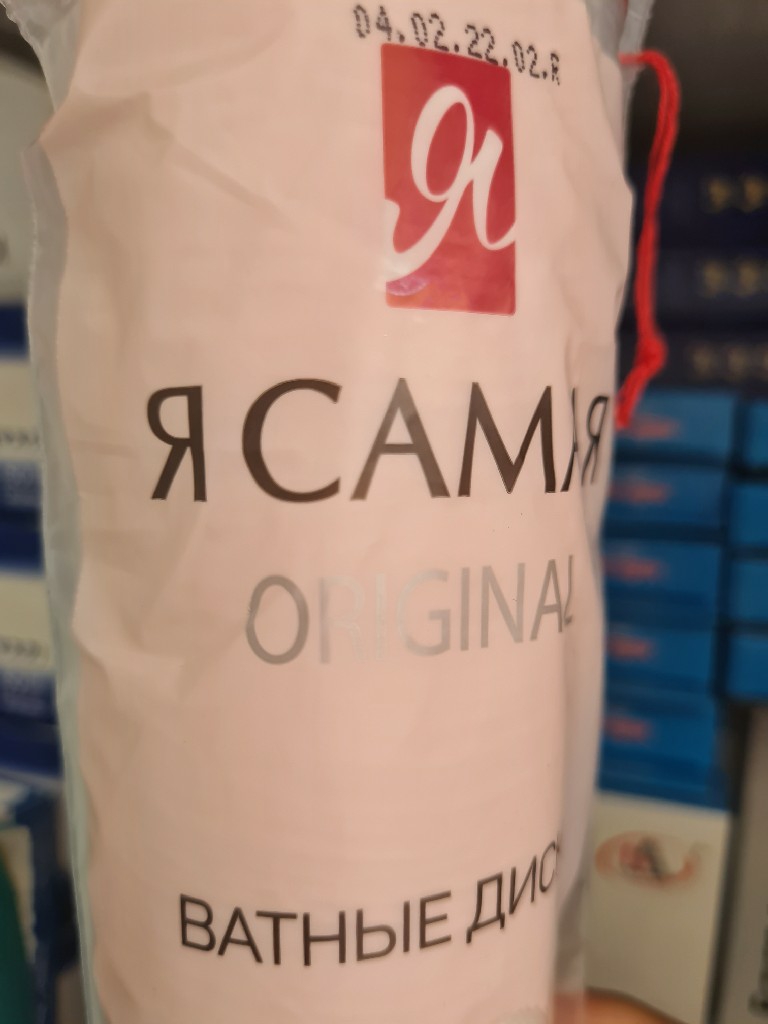 04.02.22.02.R
Я
Я САМАЯ
ORIGINAL
ВАТНЫЕ ДИС